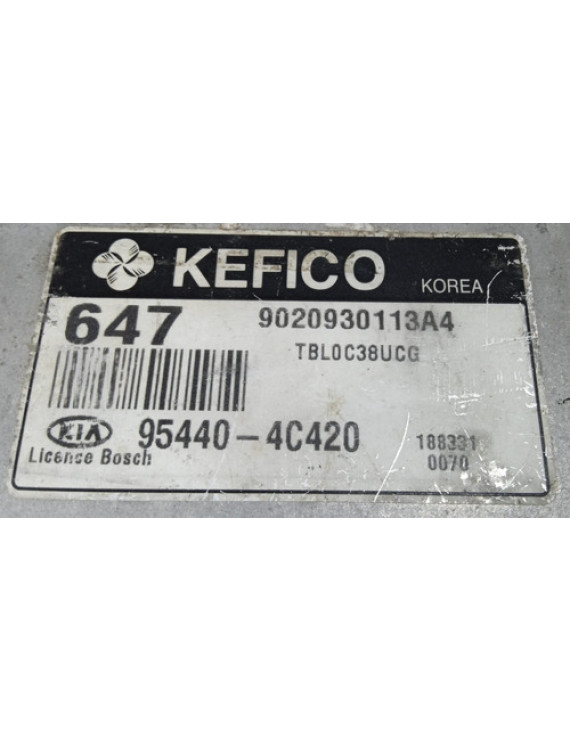 KEFICO KOREA
647 9020930113A4
TBL0C38UCG
KIA 95440-4C420 188331
License Bosch 0070